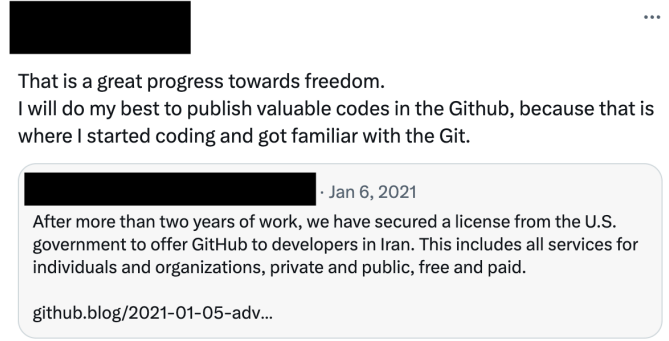 That is a great progress towards freedom.
I will do my best to publish valuable codes in the Github, because that is
where I started coding and got familiar with the Git.
· Jan 6, 2021
After more than two years of work, we have secured a license from the U.S.
government to offer GitHub to developers in Iran. This includes all services for
individuals and organizations, private and public, free and paid.
github.blog/2021-01-05-adv...